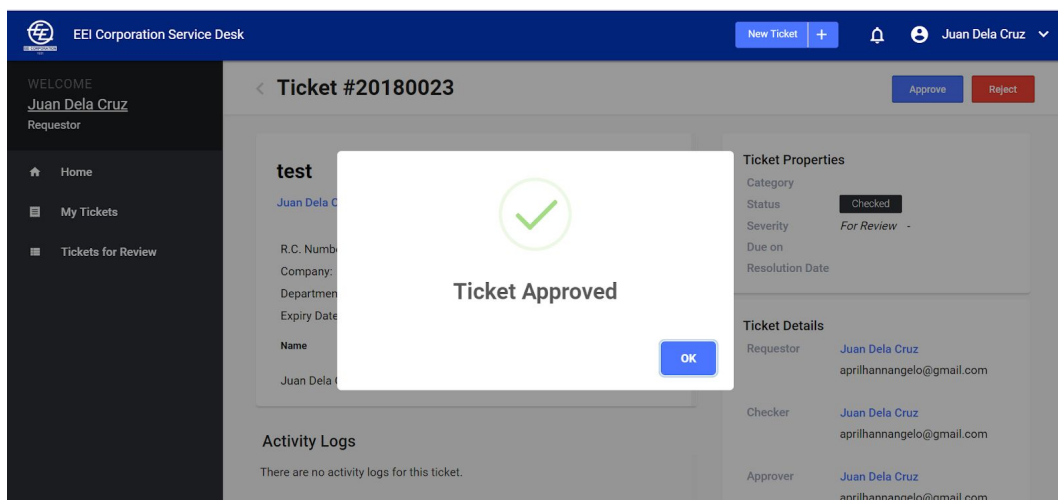 EEI Corporation Service Desk
New Ticket +
Juan Dela Cruz
WELCOME
Juan Dela Cruz
Requestor
Home
My Tickets
Tickets for Review
Ticket #20180023
Approve
Reject
test
Juan Dela C
R.C. Numbe
Company:
Departmen
Expiry Date
Name
Juan Dela
Ticket Approved
OK
Activity Logs
There are no activity logs for this ticket.
Ticket Properties
Category
Status Checked
Severity For Review -
Due on
Resolution Date
Ticket Details
Requestor Juan Dela Cruz
aprilhannangelo@gmail.com
Checker Juan Dela Cruz
aprilhannangelo@gmail.com
Approver Juan Dela Cruz
aprilhannangelo@gmail.com